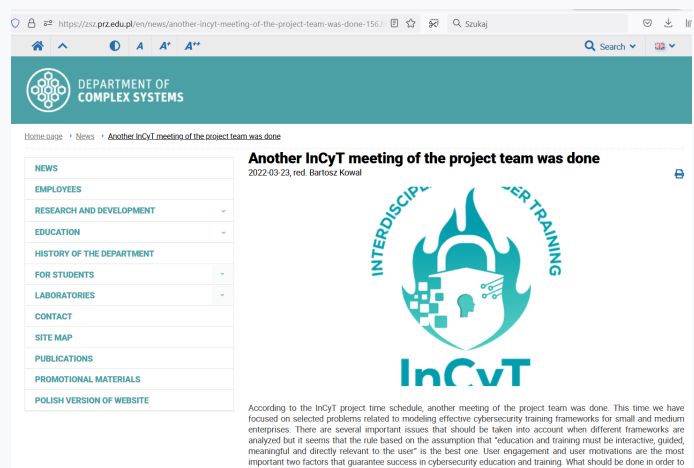 https://zsz.prz.edu.pl/en/news/another-incyt-meeting-of-the-project-team-was-done-156
Szukaj
A A+ A++
Search
DEPARTMENT OF
COMPLEX SYSTEMS
Home page › News › Another InCyT meeting of the project team was done
NEWS
EMPLOYEES
RESEARCH AND DEVELOPMENT
EDUCATION
HISTORY OF THE DEPARTMENT
FOR STUDENTS
LABORATORIES
CONTACT
SITE MAP
PUBLICATIONS
PROMOTIONAL MATERIALS
POLISH VERSION OF WEBSITE
Another InCyT meeting of the project team was done
2022-03-23, red. Bartosz Kowal
TRAINING
InCyT
According to the InCyT project time schedule, another meeting of the project team was done. This time we have
focused on selected problems related to modeling effective cybersecurity training frameworks for small and medium
enterprises. There are several important issues that should be taken into account when different frameworks are
analyzed but it seems that the rule based on the assumption that "education and training must be interactive, guided,
meaningful and directly relevant to the user" is the best one. User engagement and user motivations are the most
important two factors that guarantee success in cybersecurity education and training. What should be done in order to